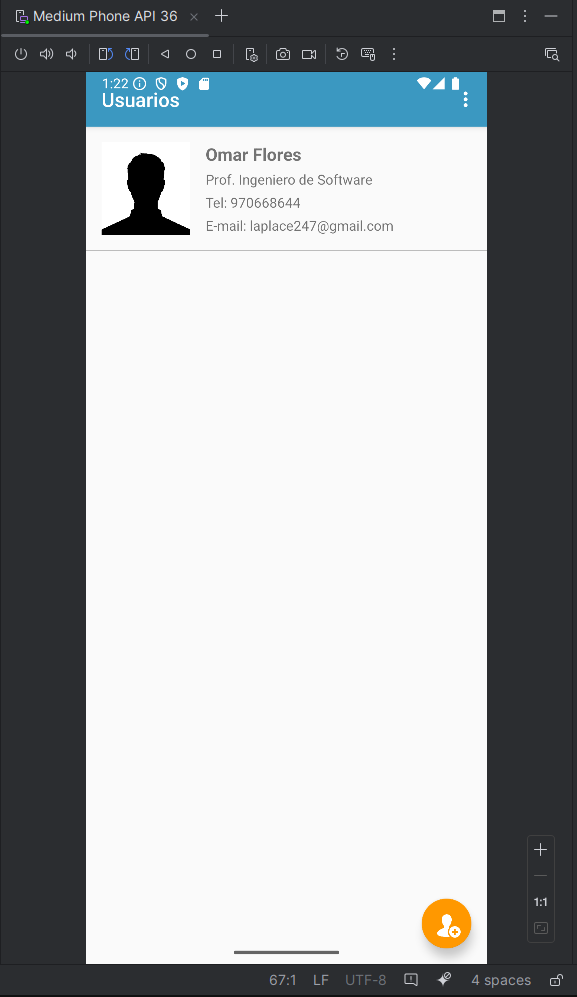 Medium Phone API 36
1:22
Usuarios
Omar Flores
Prof. Ingeniero de Software
Tel: 970668644
E-mail: laplace247@gmail.com
1:1
67:1 LF UTF-8 4 spaces